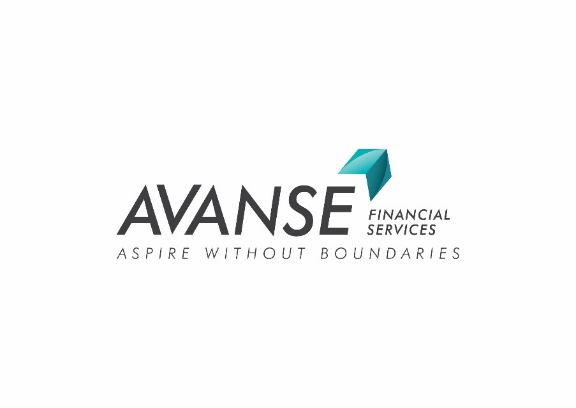 AVANSE
FINANCIAL
SERVICES
ASPIRE WITHOUT BOUNDARIES